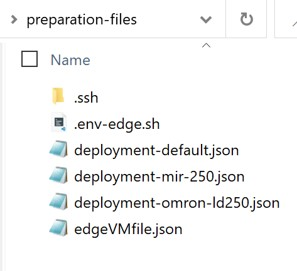 preparation-files
Name
.ssh
.env-edge.sh
deployment-default.json
deployment-mir-250.json
deployment-omron-ld250.json
edgeVMfile.json